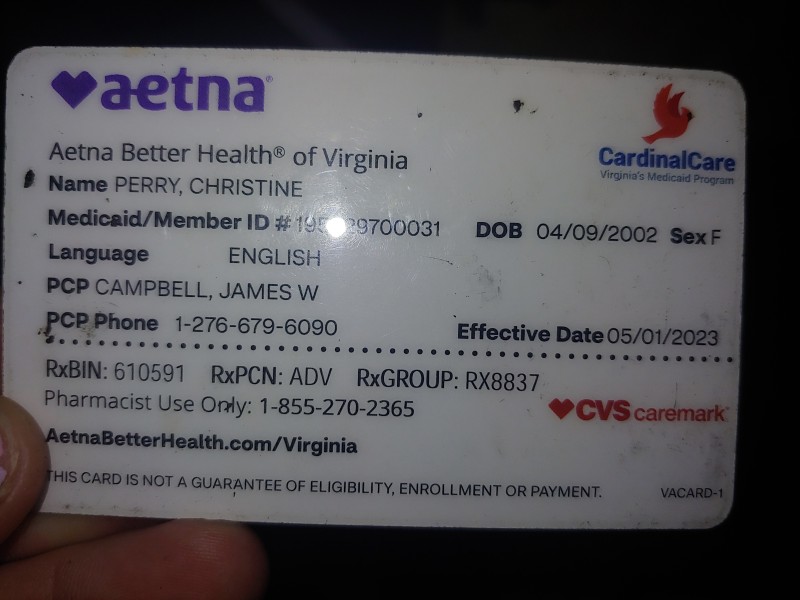 aetna®
CardinalCare
Virginia's Medicaid Program
Aetna Better Health® of Virginia
Name PERRY, CHRISTINE
Medicaid/Member ID # DOB 04/09/2002 Sex F
Language ENGLISH
PCP CAMPBELL, JAMES W
PCP Phone 1-276-679-6090
Effective Date 05/01/2023
RxBIN: 610591 RxPCN: ADV RxGROUP: RX8837
Pharmacist Use Only: 1-855-270-2365
CVS caremark®
AetnaBetterHealth.com/Virginia
THIS CARD IS NOT A GUARANTEE OF ELIGIBILITY, ENROLLMENT OR PAYMENT. VACARD-1